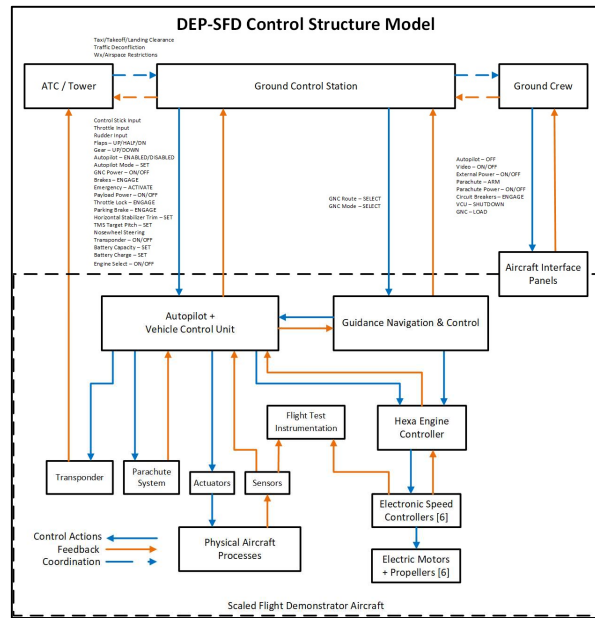 DEP-SFD Control Structure Model
Taxi/Takeoff/Landing Clearance
Traffic Deconfliction
Wx/Airspace Restrictions
ATC / Tower
Ground Control Station
Ground Crew
Control Stick Input
Throttle Input
Rudder Input
Flaps – UP/HALF/DN
Gear – UP/DOWN
Autopilot – ENABLED/DISABLED
Autopilot Mode – SET
GNC Power – ON/OFF
Brakes – ENGAGE
Emergency – ACTIVATE
Payload Power – ON/OFF
Throttle Lock – ENGAGE
Parking Brake – ENGAGE
Horizontal Stabilizer Trim – SET
TMS Target Pitch – SET
Nosewheel Steering
Transponder – ON/OFF
Battery Capacity – SET
Battery Charge – SET
Engine Select – ON/OFF
GNC Route – SELECT
GNC Mode – SELECT
Autopilot – OFF
Video – ON/OFF
External Power – ON/OFF
Parachute – ARM
Parachute Power – ON/OFF
Circuit Breakers – ENGAGE
VCU – SHUTDOWN
GNC – LOAD
Aircraft Interface
Panels
Autopilot +
Vehicle Control Unit
Guidance Navigation & Control
Flight Test
Instrumentation
Hexa Engine
Controller
Transponder
Parachute
System
Actuators
Sensors
Electronic Speed
Controllers [6]
Physical Aircraft
Processes
Electric Motors
+ Propellers [6]
Control Actions
Feedback
Coordination
Scaled Flight Demonstrator Aircraft